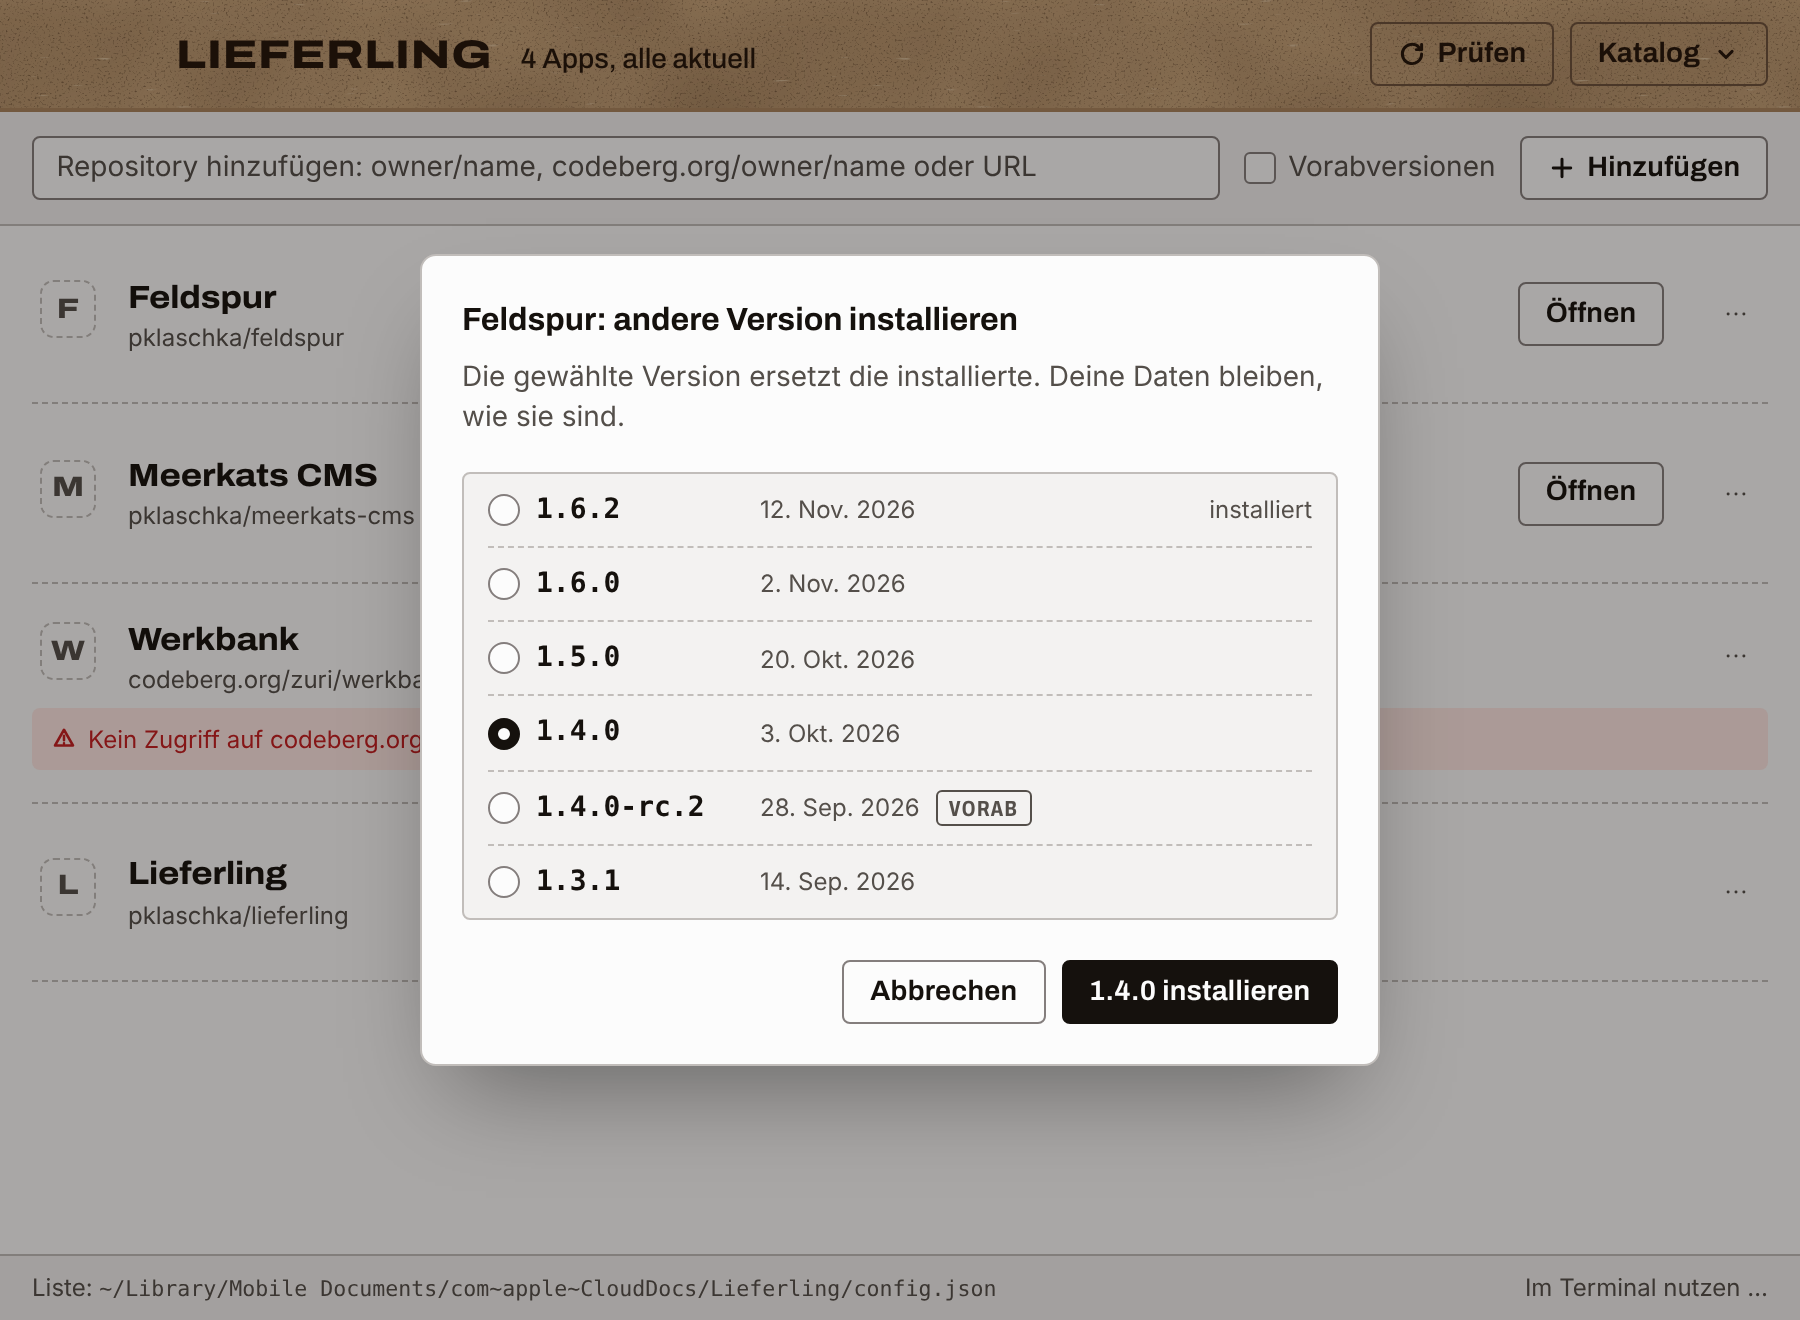 LIEFERLING
4 Apps, alle aktuell
Prüfen
Katalog
Repository hinzufügen: owner/name, codeberg.org/owner/name oder URL
Vorabversionen
Hinzufügen
F
Feldspur
pklaschka/feldspur
Öffnen
...
M
Meerkats CMS
pklaschka/meerkats-cms
Öffnen
...
W
Werkbank
codeberg.org/zuri/werkba
...
Kein Zugriff auf codeberg.org
L
Lieferling
pklaschka/lieferling
...
Feldspur: andere Version installieren
Die gewählte Version ersetzt die installierte. Deine Daten bleiben,
wie sie sind.
1.6.2 12. Nov. 2026 installiert
1.6.0 2. Nov. 2026
1.5.0 20. Okt. 2026
1.4.0 3. Okt. 2026
1.4.0-rc.2 28. Sep. 2026 VORAB
1.3.1 14. Sep. 2026
Abbrechen
1.4.0 installieren
Liste: ~/Library/Mobile Documents/com~apple~CloudDocs/Lieferling/config.json
Im Terminal nutzen ...